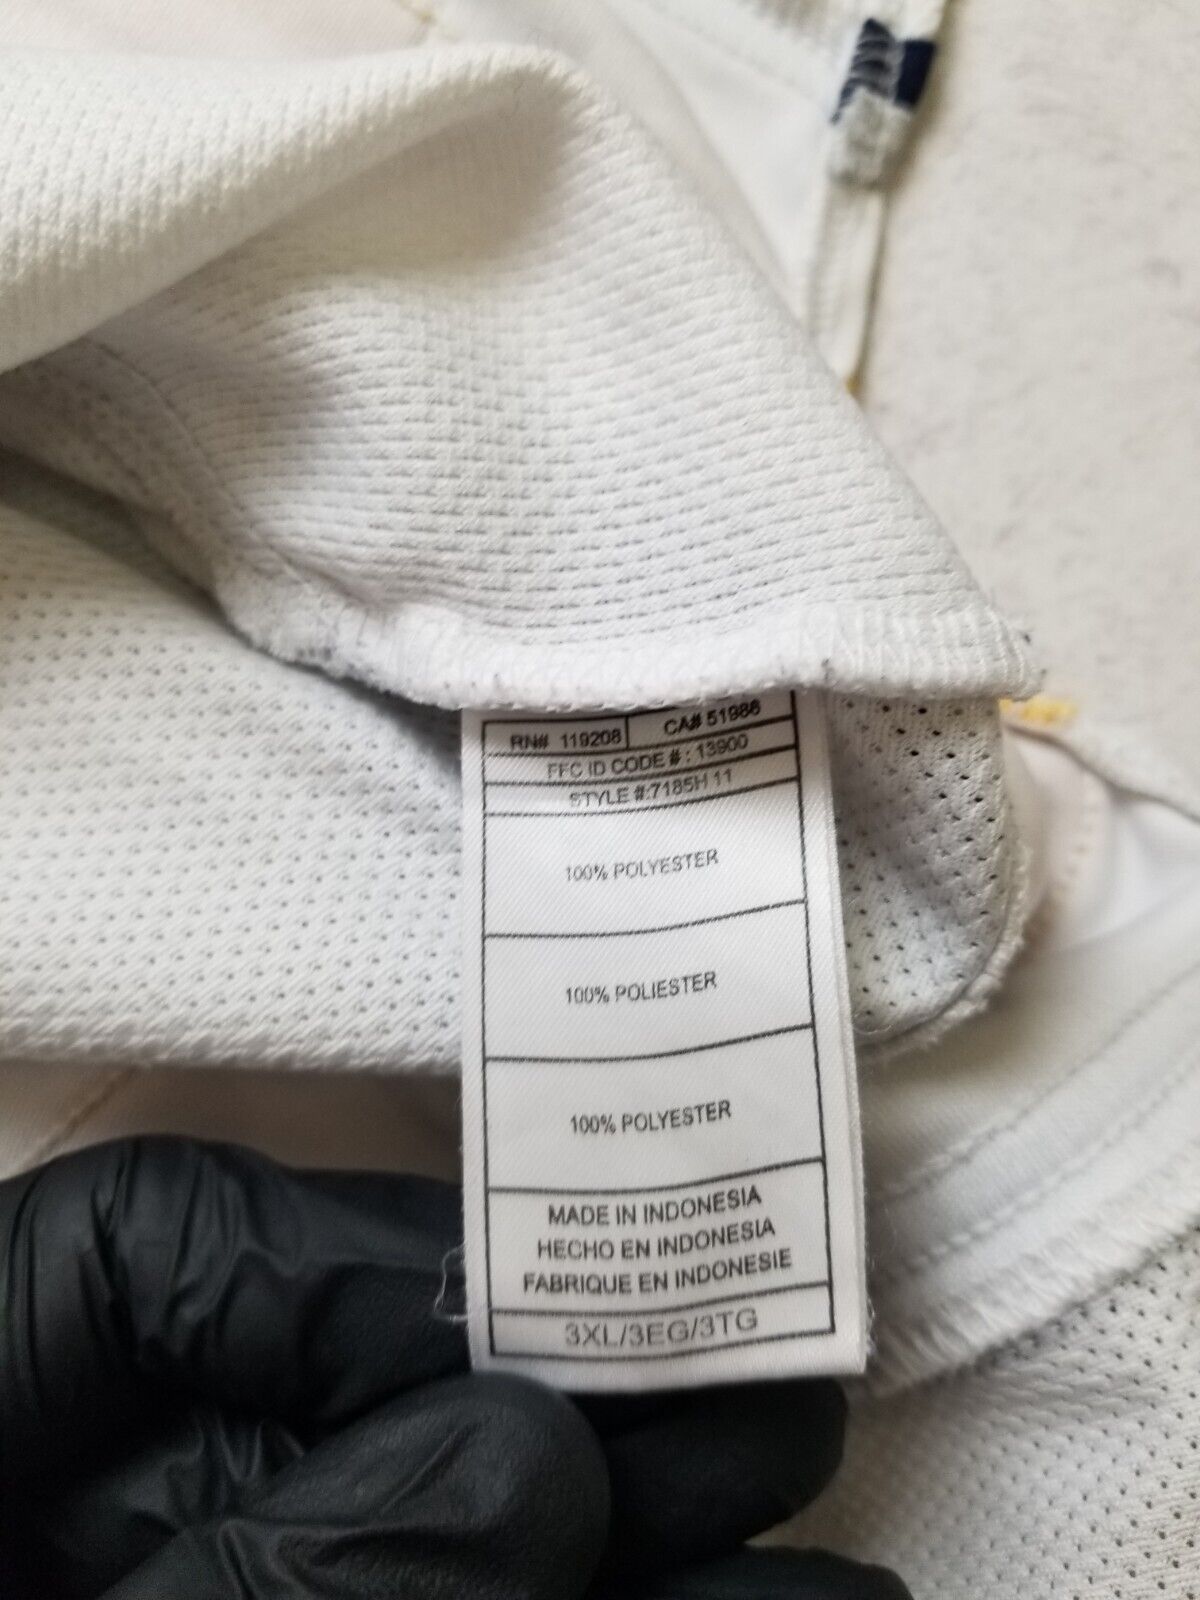 RN# 119208 CA# 51986
FFC ID CODE # : 13900
STYLE #:7185H 11
100% POLYESTER
100% POLIESTER
100% POLYESTER
MADE IN INDONESIA
HECHO EN INDONESIA
FABRIQUE EN INDONESIE
3XL/3EG/3TG